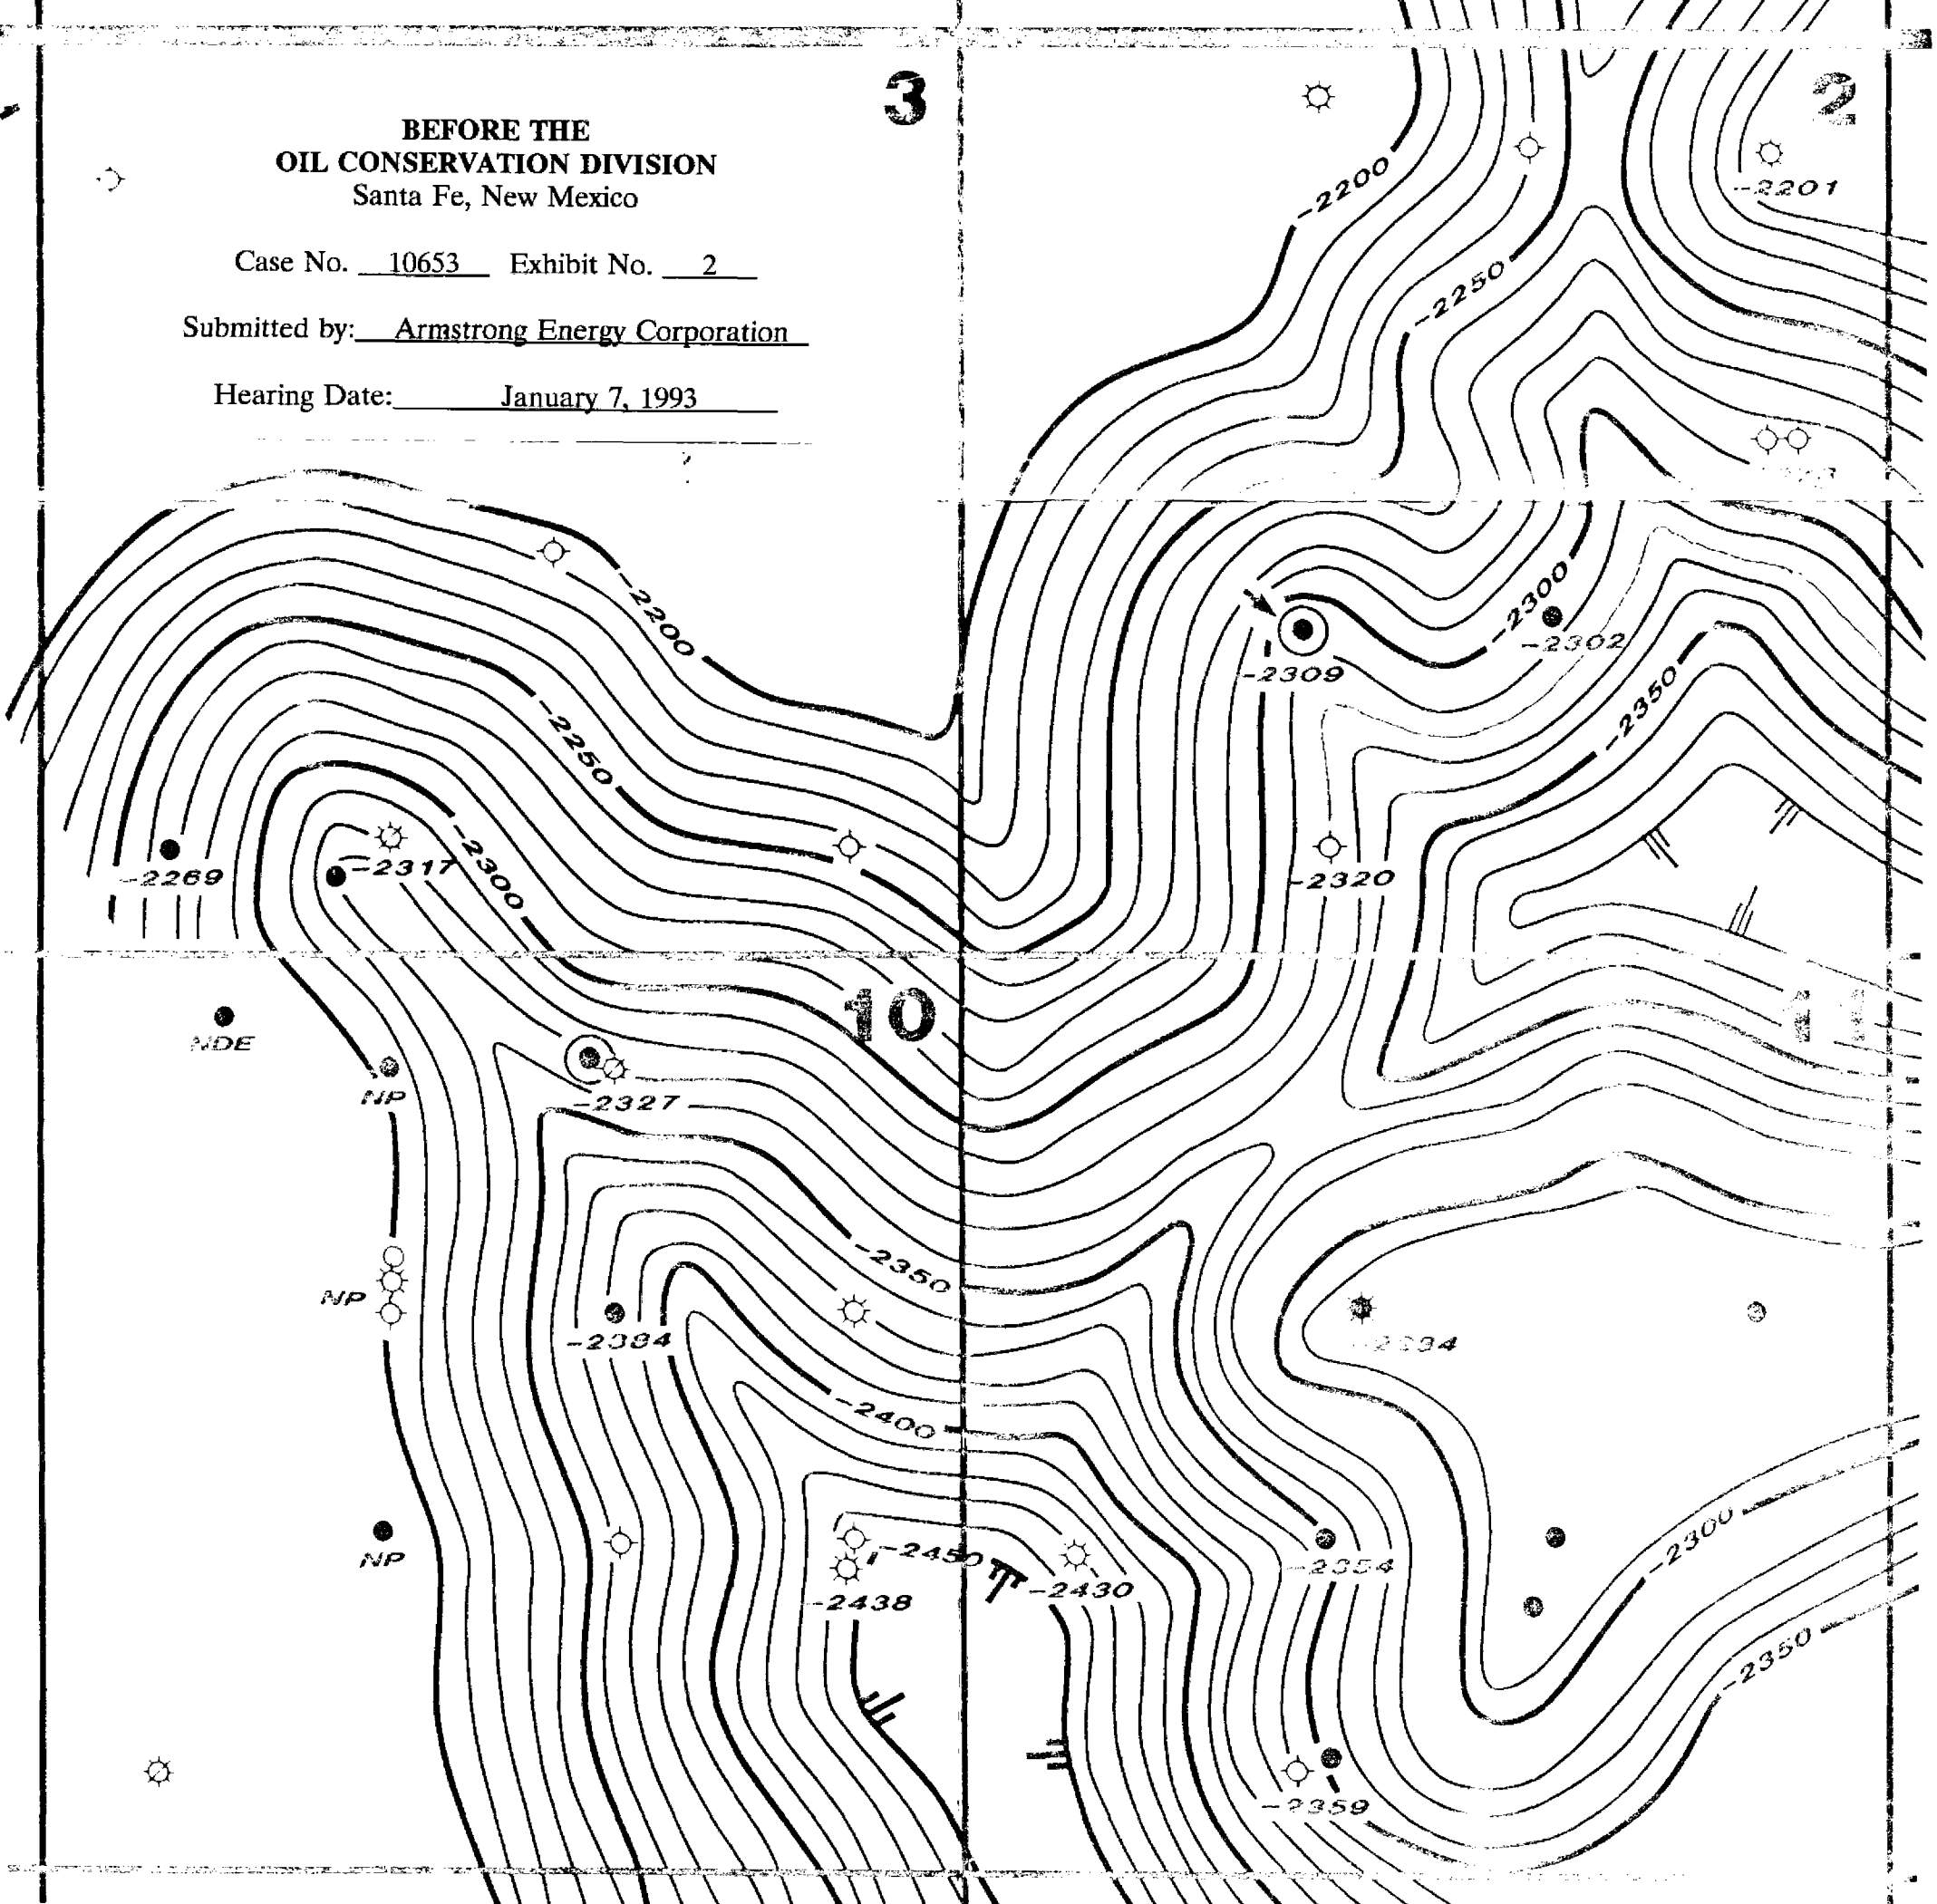 3
2
BEFORE THE
OIL CONSERVATION DIVISION
Santa Fe, New Mexico
Case No. 10653 Exhibit No. 2
Submitted by: Armstrong Energy Corporation
Hearing Date: January 7, 1993
-2200
-2201
-2250
-2200
-2300
-2302
-2309
-2350
-2250
-2300
-2269
-2317
-2320
10
11
NDE
NP
-2327
-2350
NP
-2384
-2400
-2300
NP
-2450
-2354
-2438
-2430
-2350
-2359